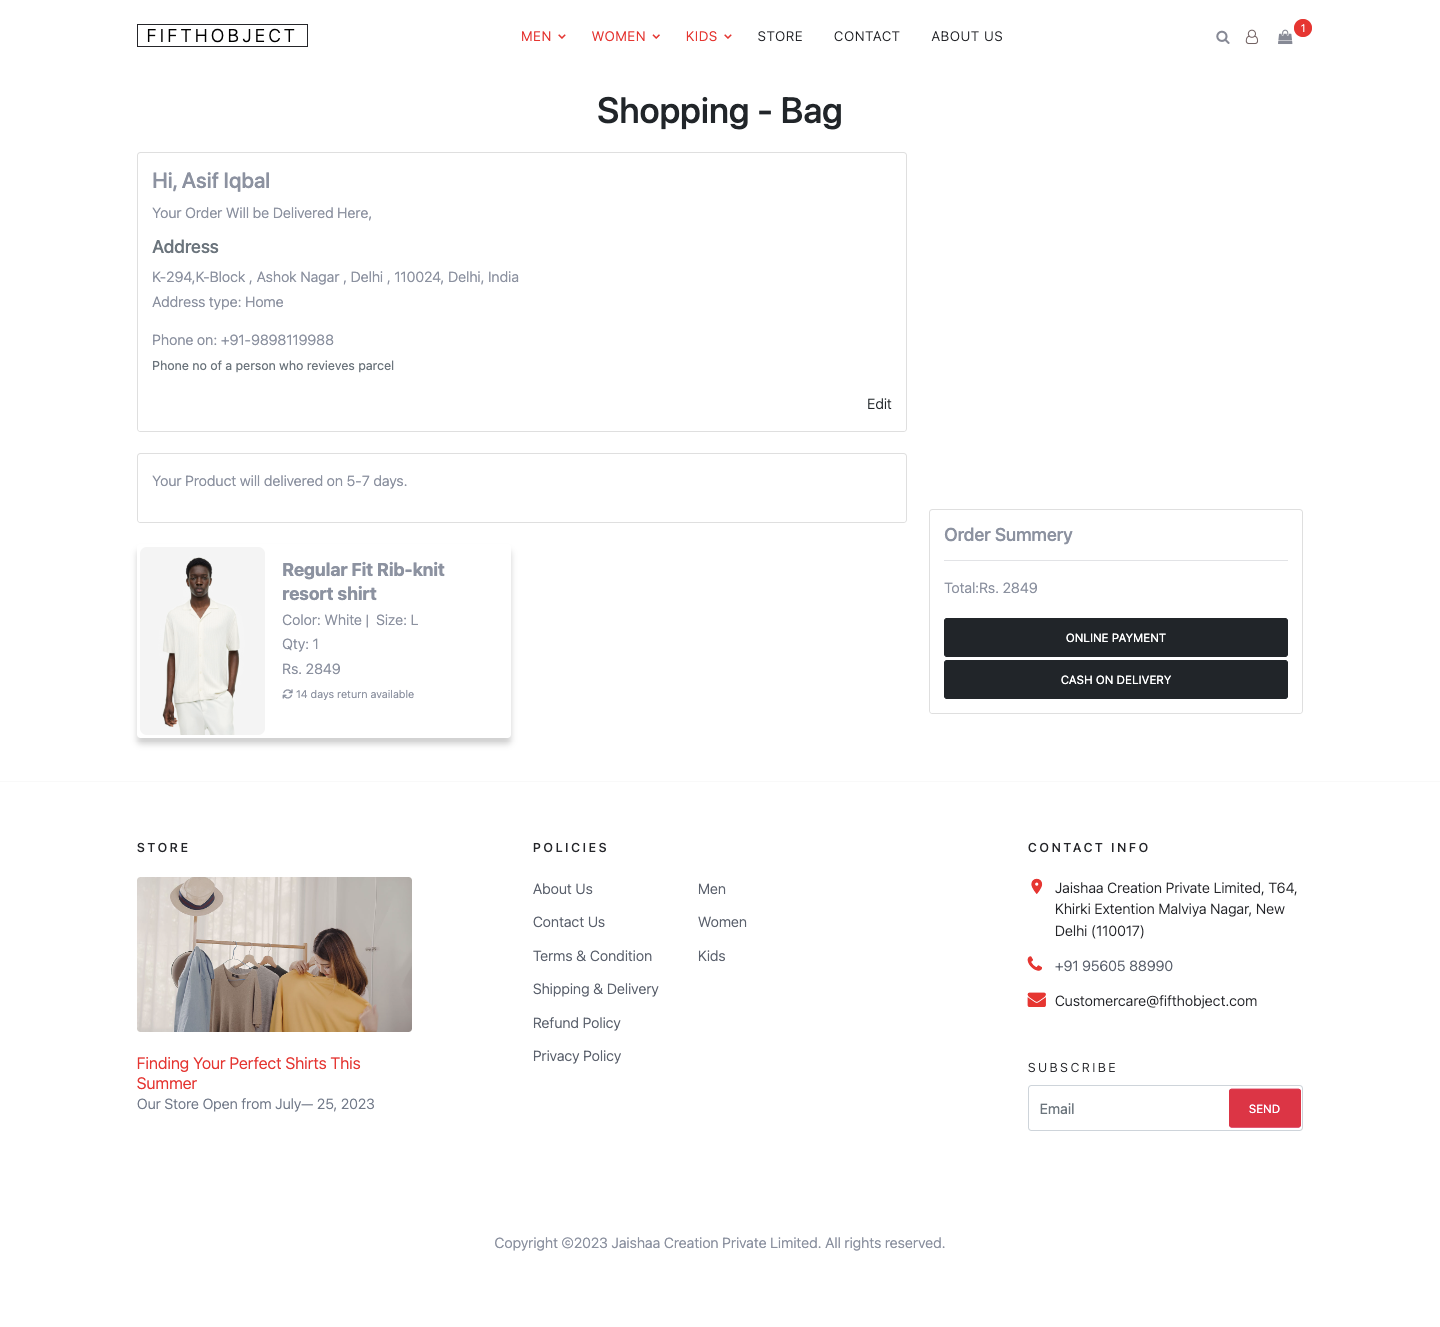 FIFTHOBJECT
MEN WOMEN KIDS STORE CONTACT ABOUT US
1
Shopping - Bag
Hi, Asif Iqbal
Your Order Will be Delivered Here,
Address
K-294,K-Block , Ashok Nagar , Delhi , 110024, Delhi, India
Address type: Home
Phone on: +91-9898119988
Phone no of a person who revieves parcel
Edit
Your Product will delivered on 5-7 days.
Regular Fit Rib-knit
resort shirt
Color: White | Size: L
Qty: 1
Rs. 2849
14 days return available
Order Summery
Total:Rs. 2849
ONLINE PAYMENT
CASH ON DELIVERY
STORE
Finding Your Perfect Shirts This
Summer
Our Store Open from July— 25, 2023
POLICIES
About Us
Contact Us
Terms & Condition
Shipping & Delivery
Refund Policy
Privacy Policy
Men
Women
Kids
CONTACT INFO
Jaishaa Creation Private Limited, T64,
Khirki Extention Malviya Nagar, New
Delhi (110017)
+91 95605 88990
Customercare@fifthobject.com
SUBSCRIBE
Email
SEND
Copyright ©2023 Jaishaa Creation Private Limited. All rights reserved.